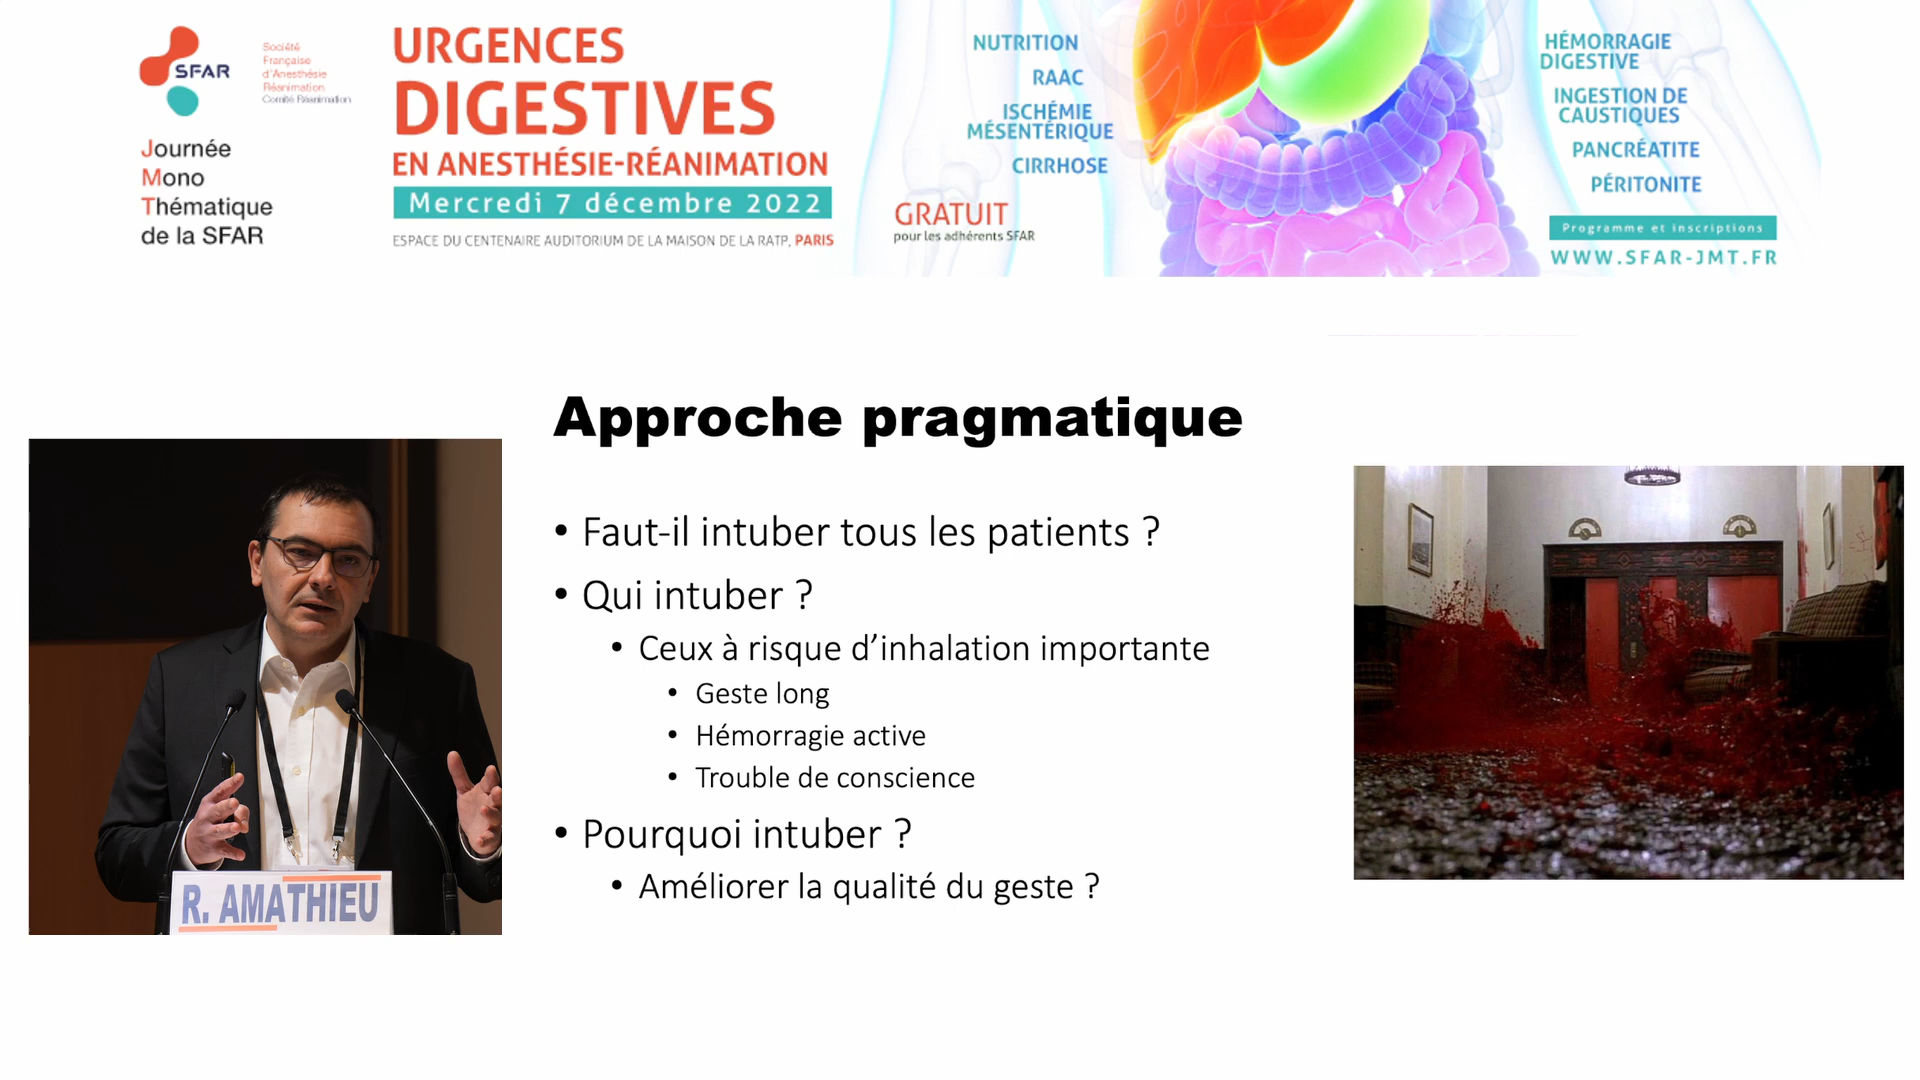 SFAR
Société
Française
d'Anesthésie
Réanimation
Comité Réanimation
Journée
Mono
Thématique
de la SFAR
URGENCES
DIGESTIVES
EN ANESTHÉSIE-RÉANIMATION
Mercredi 7 décembre 2022
ESPACE DU CENTENAIRE AUDITORIUM DE LA MAISON DE LA RATP, PARIS
NUTRITION
RAAC
ISCHÉMIE
MÉSENTÉRIQUE
CIRRHOSE
GRATUIT
pour les adhérents SFAR
HÉMORRAGIE
DIGESTIVE
INGESTION DE
CAUSTIQUES
PANCRÉATITE
PÉRITONITE
Programme et inscriptions
WWW.SFAR-JMT.FR
Approche pragmatique
• Faut-il intuber tous les patients ?
• Qui intuber ?
• Ceux à risque d’inhalation importante
• Geste long
• Hémorragie active
• Trouble de conscience
• Pourquoi intuber ?
• Améliorer la qualité du geste ?
R. AMATHIEU